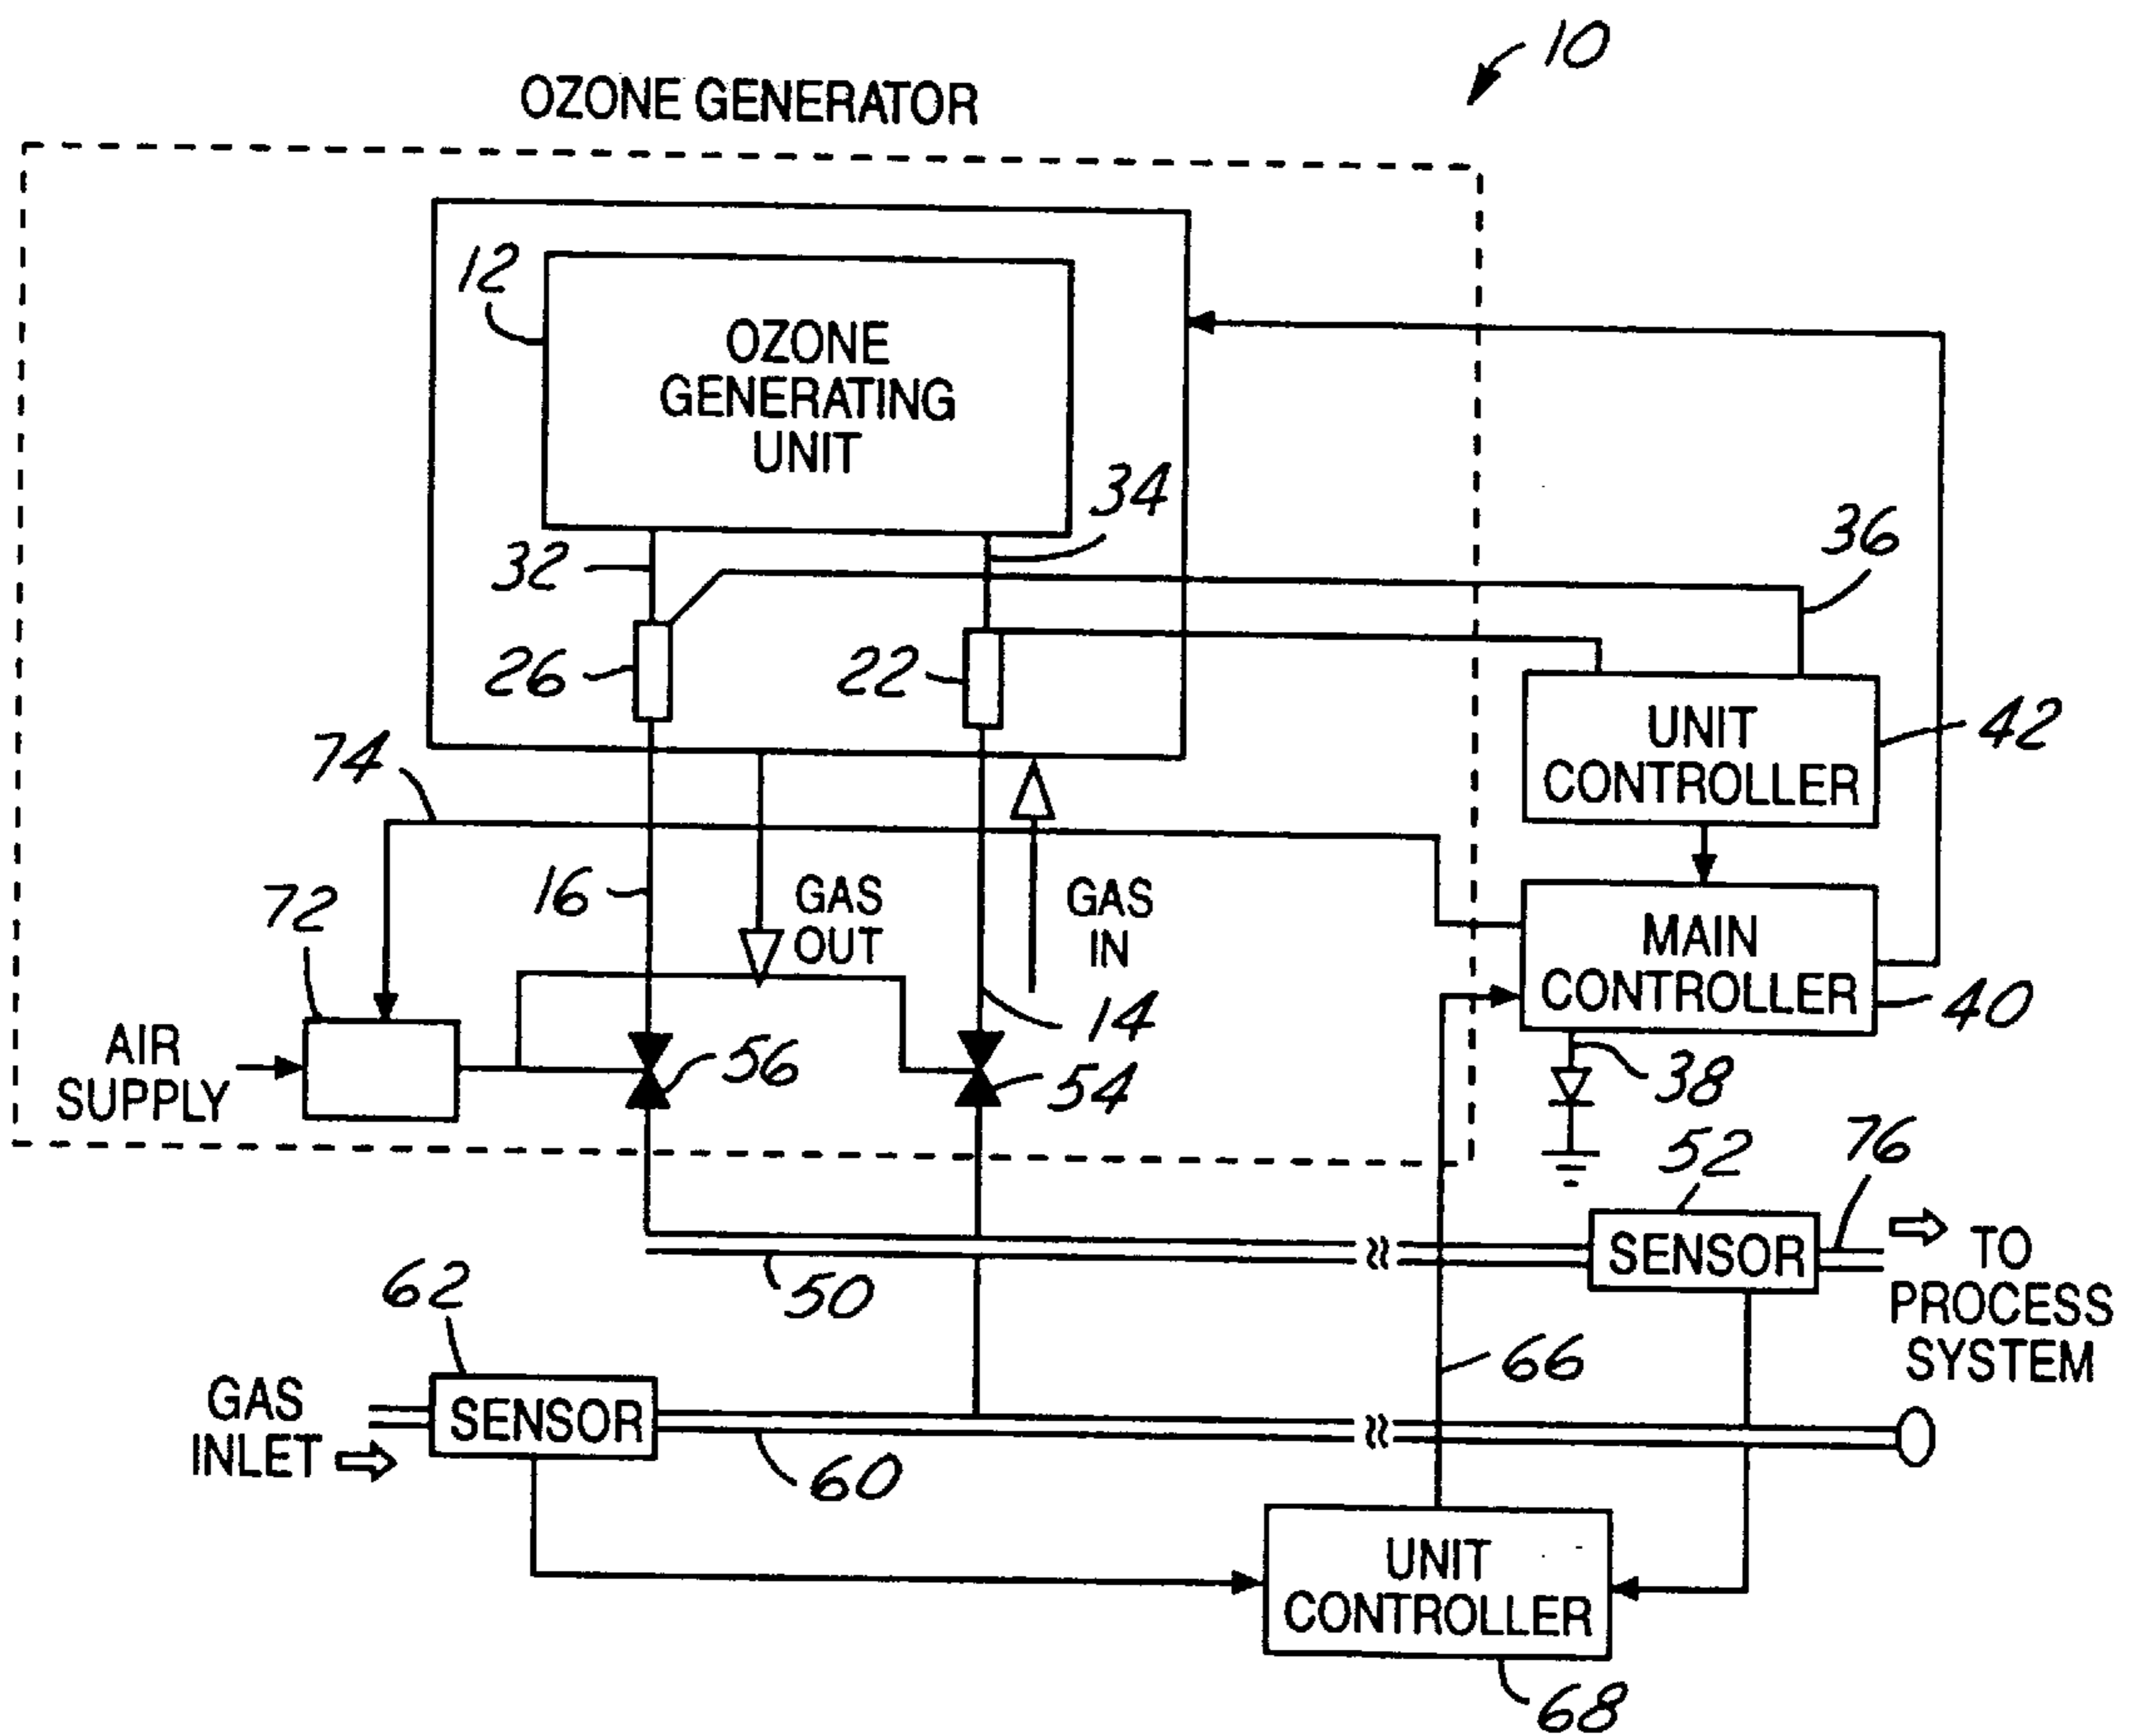 10
OZONE GENERATOR
12
OZONE
GENERATING
UNIT
34
32
36
26
22
UNIT
CONTROLLER
42
74
16
GAS
OUT
GAS
IN
72
MAIN
CONTROLLER
40
14
AIR
SUPPLY
56
54
38
52
76
SENSOR
TO
PROCESS
SYSTEM
50
62
66
GAS
INLET
SENSOR
60
UNIT
CONTROLLER
68